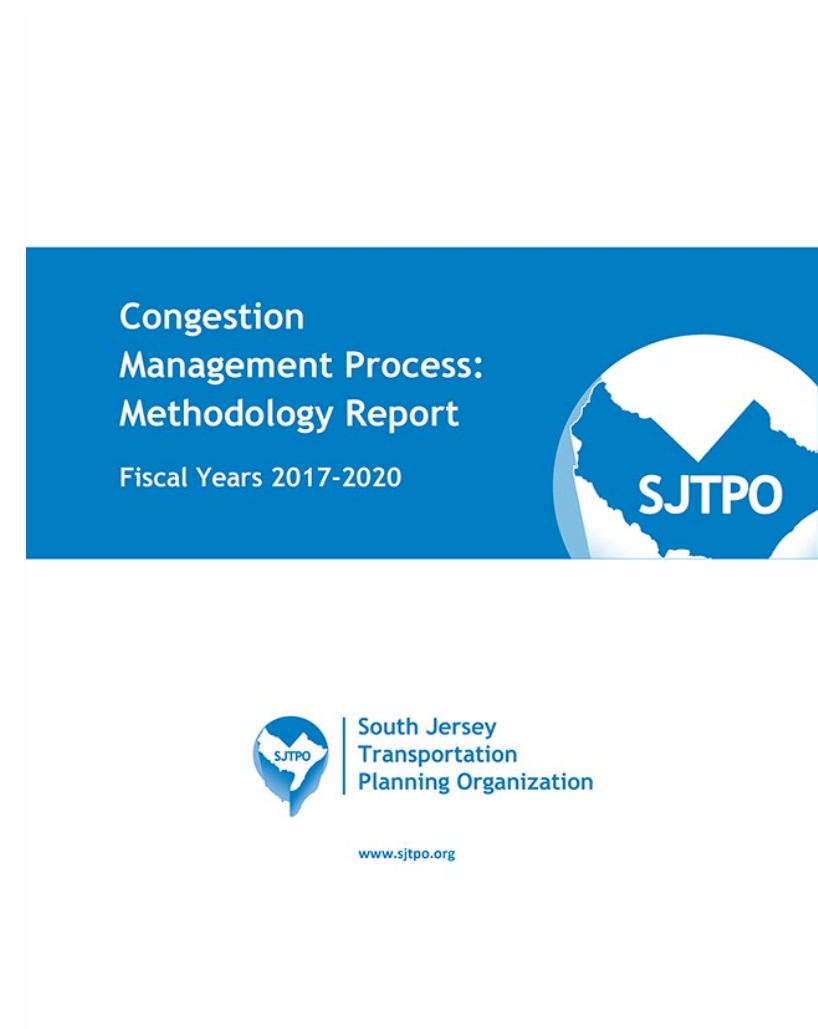 Congestion
Management Process:
Methodology Report
Fiscal Years 2017-2020
SJTPO
SJTPO
South Jersey
Transportation
Planning Organization
www.sjtpo.org